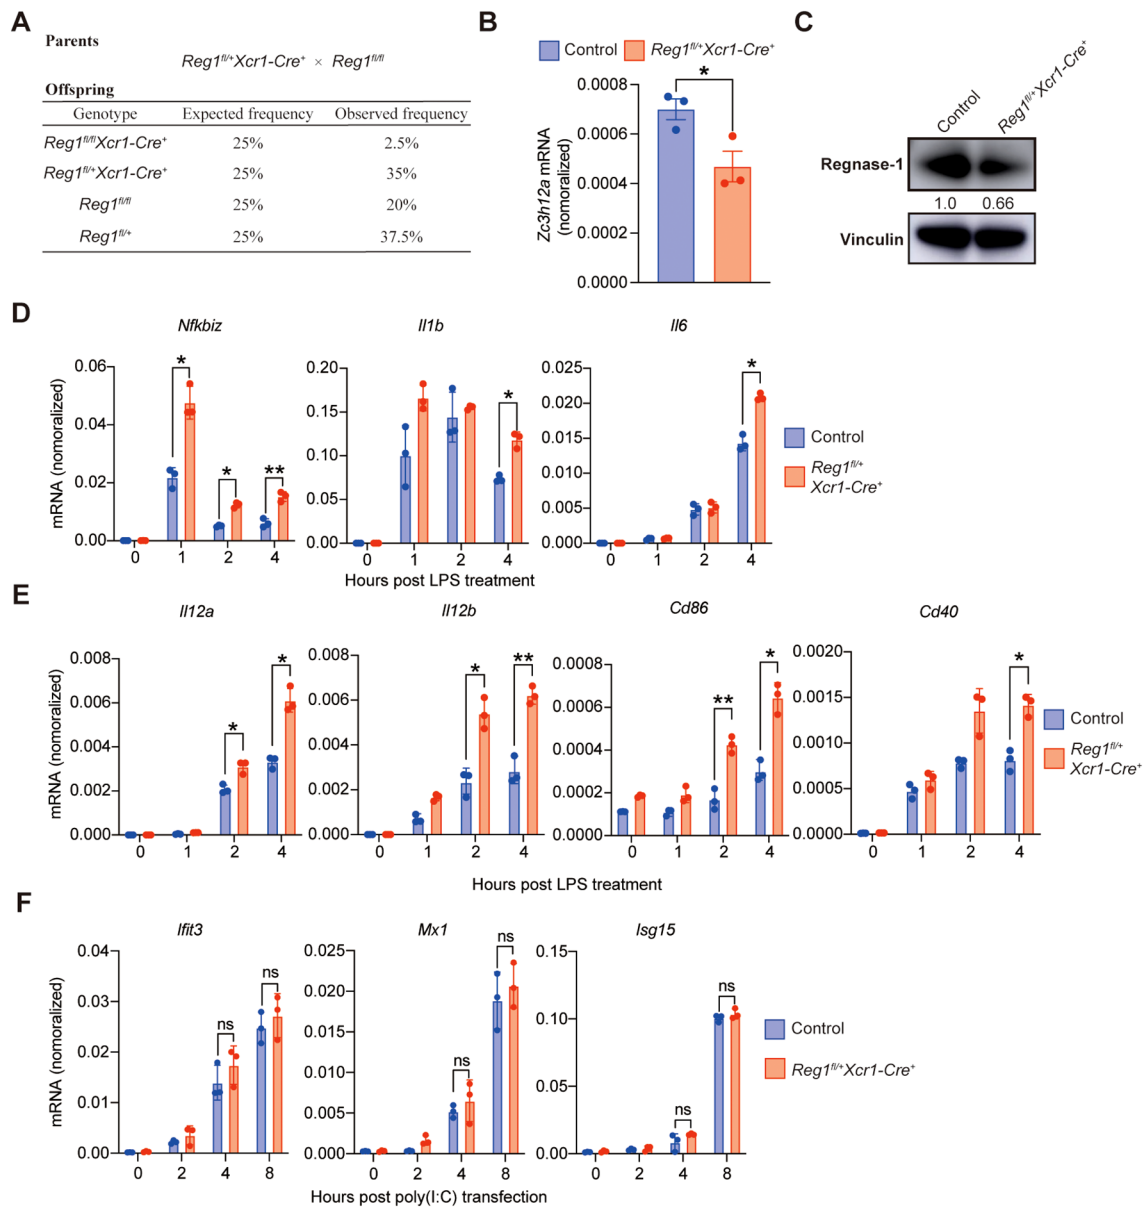 A
Parents
Reg1fl/+Xcr1-Cre+ × Reg1fl/fl
Offspring
Genotype Expected frequency Observed frequency
Reg1fl/flXcr1-Cre+ 25% 2.5%
Reg1fl/+Xcr1-Cre+ 25% 35%
Reg1fl/fl 25% 20%
Reg1fl/+ 25% 37.5%
B
Control Reg1fl/+Xcr1-Cre+
Zc3h12a mRNA
(nomoralized)
0.0008
0.0006
0.0004
0.0002
0.0000
*
C
Control Reg1fl/+Xcr1-Cre+
Regnase-1
1.0 0.66
Vinculin
D
Nfkbiz Il1b Il6
mRNA (nomoralized)
0.06
0.04
0.02
0.00
* * **
0 1 2 4
0.20
0.15
0.10
0.05
0.00
*
0 1 2 4
0.025
0.020
0.015
0.010
0.005
0.000
*
0 1 2 4
Control
Reg1fl/+
Xcr1-Cre+
Hours post LPS treatment
E
Il12a Il12b Cd86 Cd40
mRNA (nomoralized)
0.008
0.006
0.004
0.002
0.000
* *
0 1 2 4
0.008
0.006
0.004
0.002
0.000
* **
0 1 2 4
0.0008
0.0006
0.0004
0.0002
0.0000
** *
0 1 2 4
0.0020
0.0015
0.0010
0.0005
0.0000
*
0 1 2 4
Control
Reg1fl/+
Xcr1-Cre+
Hours post LPS treatment
F
Ifit3 Mx1 Isg15
mRNA (nomoralized)
0.04
0.03
0.02
0.01
0.00
ns ns
0 2 4 8
0.025
0.020
0.015
0.010
0.005
0.000
ns ns
0 2 4 8
0.15
0.10
0.05
0.00
ns ns
0 2 4 8
Control
Reg1fl/+Xcr1-Cre+
Hours post poly(I:C) transfection